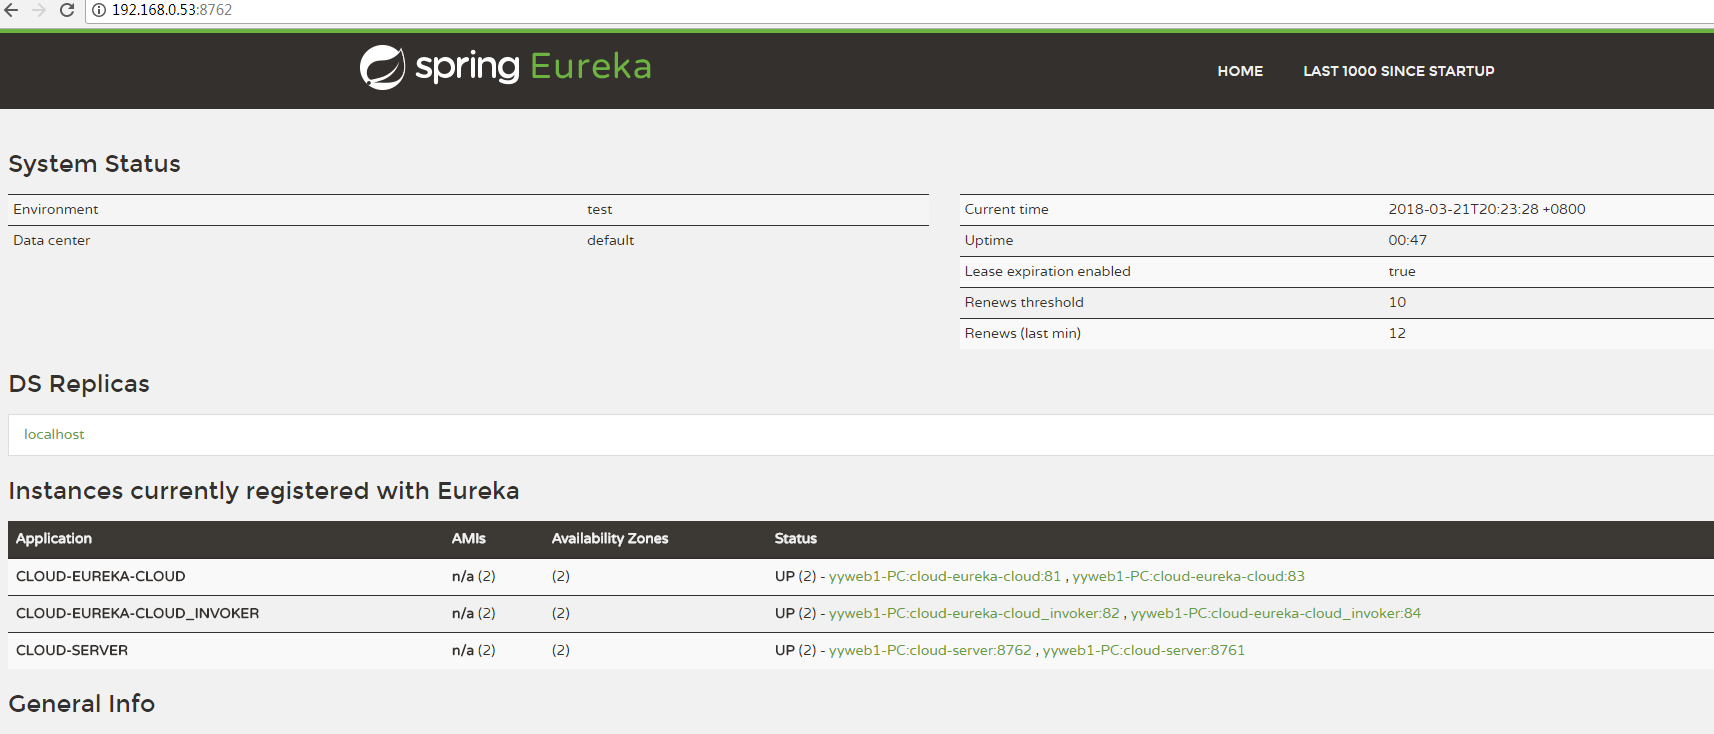 192.168.0.53:8762
spring Eureka
HOME LAST 1000 SINCE STARTUP
System Status
Environment test
Data center default
Current time 2018-03-21T20:23:28 +0800
Uptime 00:47
Lease expiration enabled true
Renews threshold 10
Renews (last min) 12
DS Replicas
localhost
Instances currently registered with Eureka
Application AMIs Availability Zones Status
CLOUD-EUREKA-CLOUD n/a (2) (2) UP (2) - yyweb1-PC:cloud-eureka-cloud:81 , yyweb1-PC:cloud-eureka-cloud:83
CLOUD-EUREKA-CLOUD_INVOKER n/a (2) (2) UP (2) - yyweb1-PC:cloud-eureka-cloud_invoker:82 , yyweb1-PC:cloud-eureka-cloud_invoker:84
CLOUD-SERVER n/a (2) (2) UP (2) - yyweb1-PC:cloud-server:8762 , yyweb1-PC:cloud-server:8761
General Info